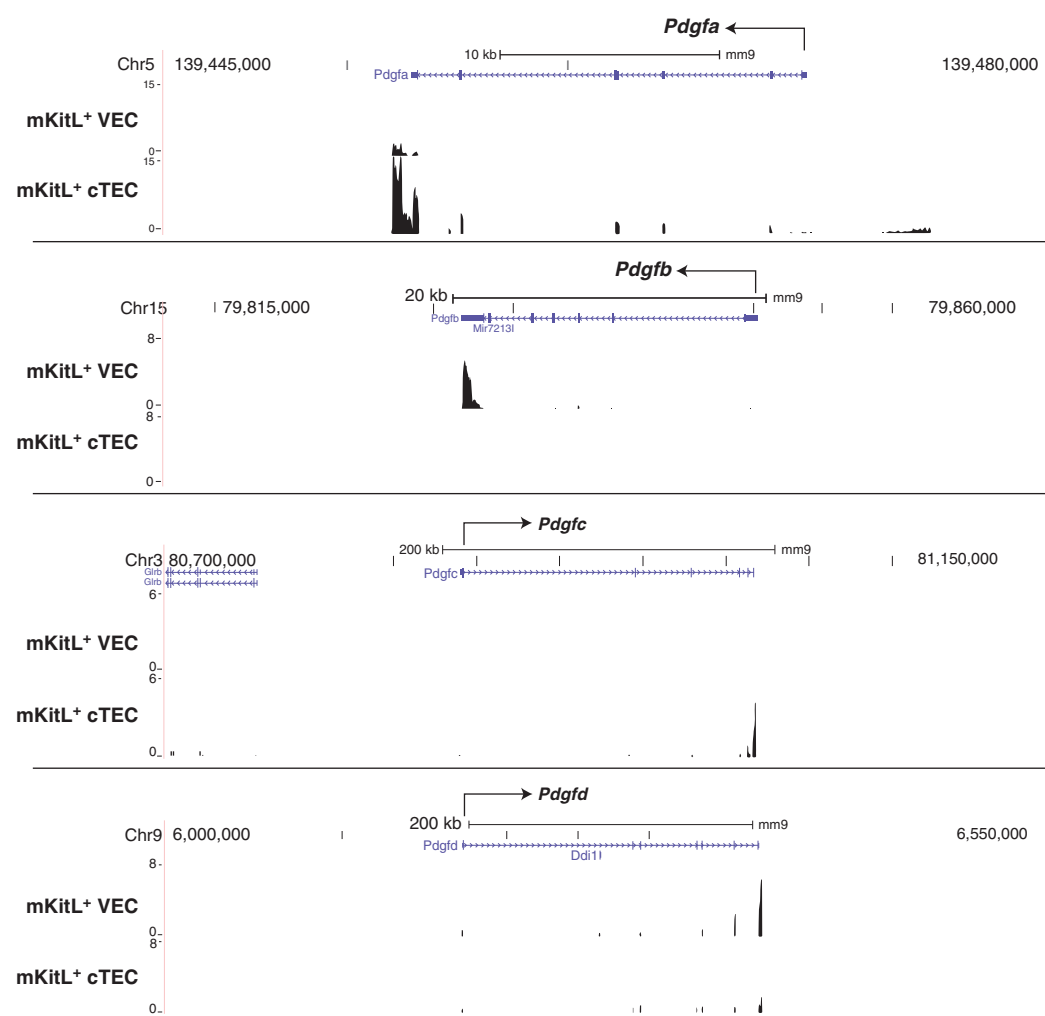 Pdgfa
10 kb mm9
Chr5 139,445,000 139,480,000
Pdgfa
15-
mKitL+ VEC
0-
15-
mKitL+ cTEC
0-
Pdgfb
20 kb mm9
Chr15 79,815,000 79,860,000
Pdgfb
Mir7213
8-
mKitL+ VEC
0-
8-
mKitL+ cTEC
0-
Pdgfc
200 kb mm9
Chr3 80,700,000 81,150,000
Glrb
Glrb
Pdgfc
6-
mKitL+ VEC
0-
6-
mKitL+ cTEC
0-
Pdgfd
200 kb mm9
Chr9 6,000,000 6,550,000
Pdgfd
Ddi1
8-
mKitL+ VEC
0-
8-
mKitL+ cTEC
0-